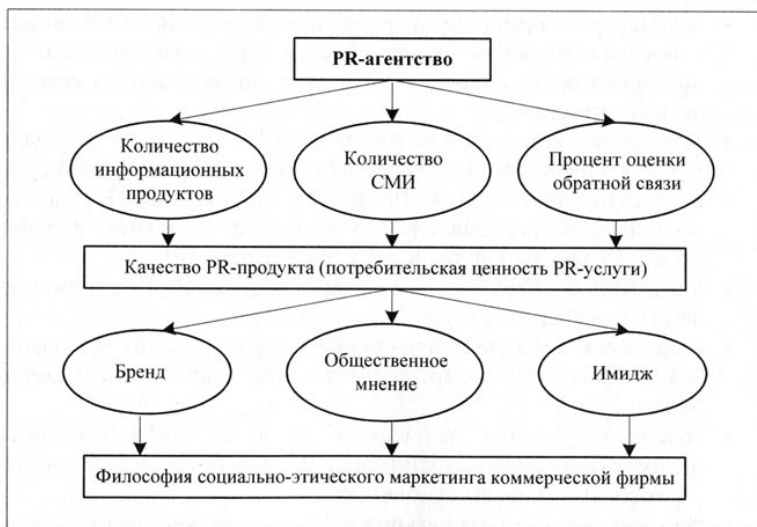 PR-агентство
Количество
информационных
продуктов
Количество
СМИ
Процент оценки
обратной связи
Качество PR-продукта (потребительская ценность PR-услуги)
Бренд
Общественное
мнение
Имидж
Философия социально-этического маркетинга коммерческой фирмы